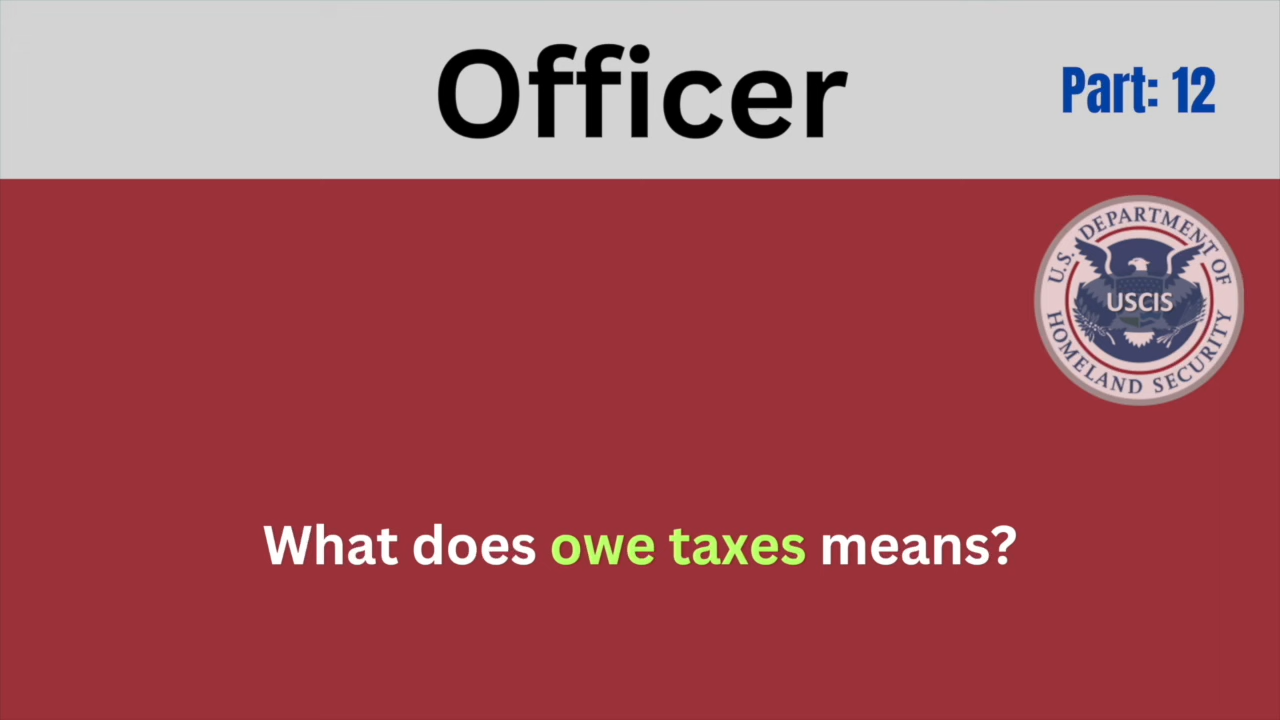 Officer
Part: 12
U.S. DEPARTMENT OF
USCIS
HOMELAND SECURITY
What does owe taxes means?